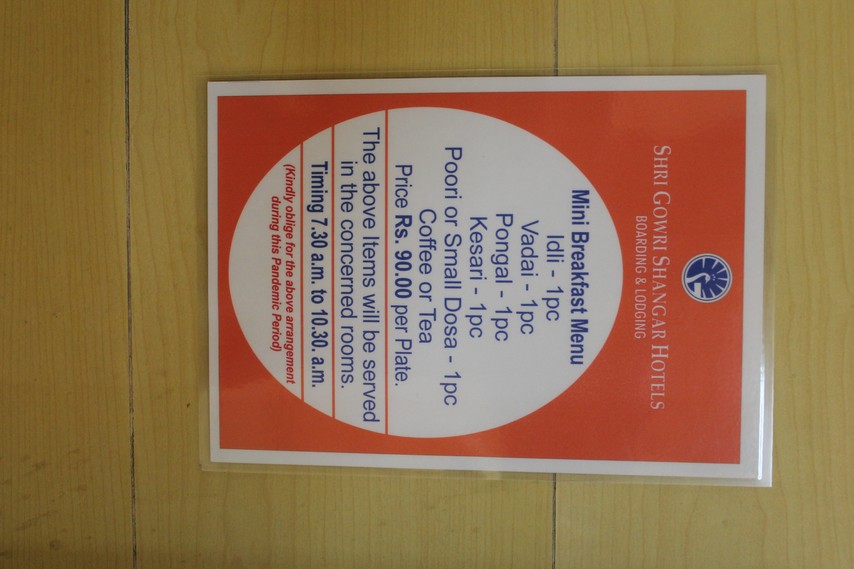 SHRI GOWRI SHANGAR HOTELS
BOARDING & LODGING
Mini Breakfast Menu
Idli - 1pc
Vadai - 1pc
Pongal - 1pc
Kesari - 1pc
Poori or Small Dosa - 1pc
Coffee or Tea
Price Rs. 90.00 per Plate.
The above Items will be served
in the concerned rooms.
Timing 7.30 a.m. to 10.30. a.m.
(Kindly oblige for the above arrangement
during this Pandemic Period)